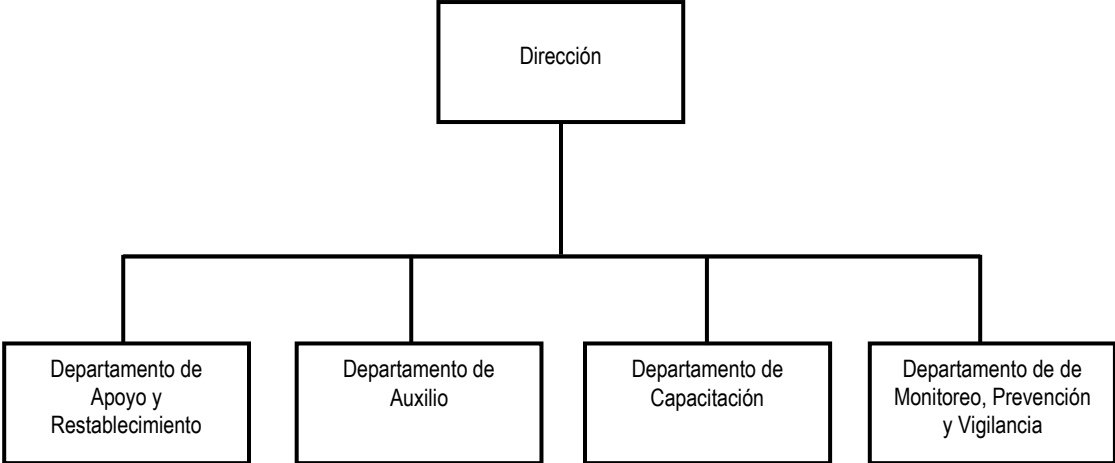 Dirección
Departamento de
Apoyo y
Restablecimiento
Departamento de
Auxilio
Departamento de
Capacitación
Departamento de de
Monitoreo, Prevención
y Vigilancia